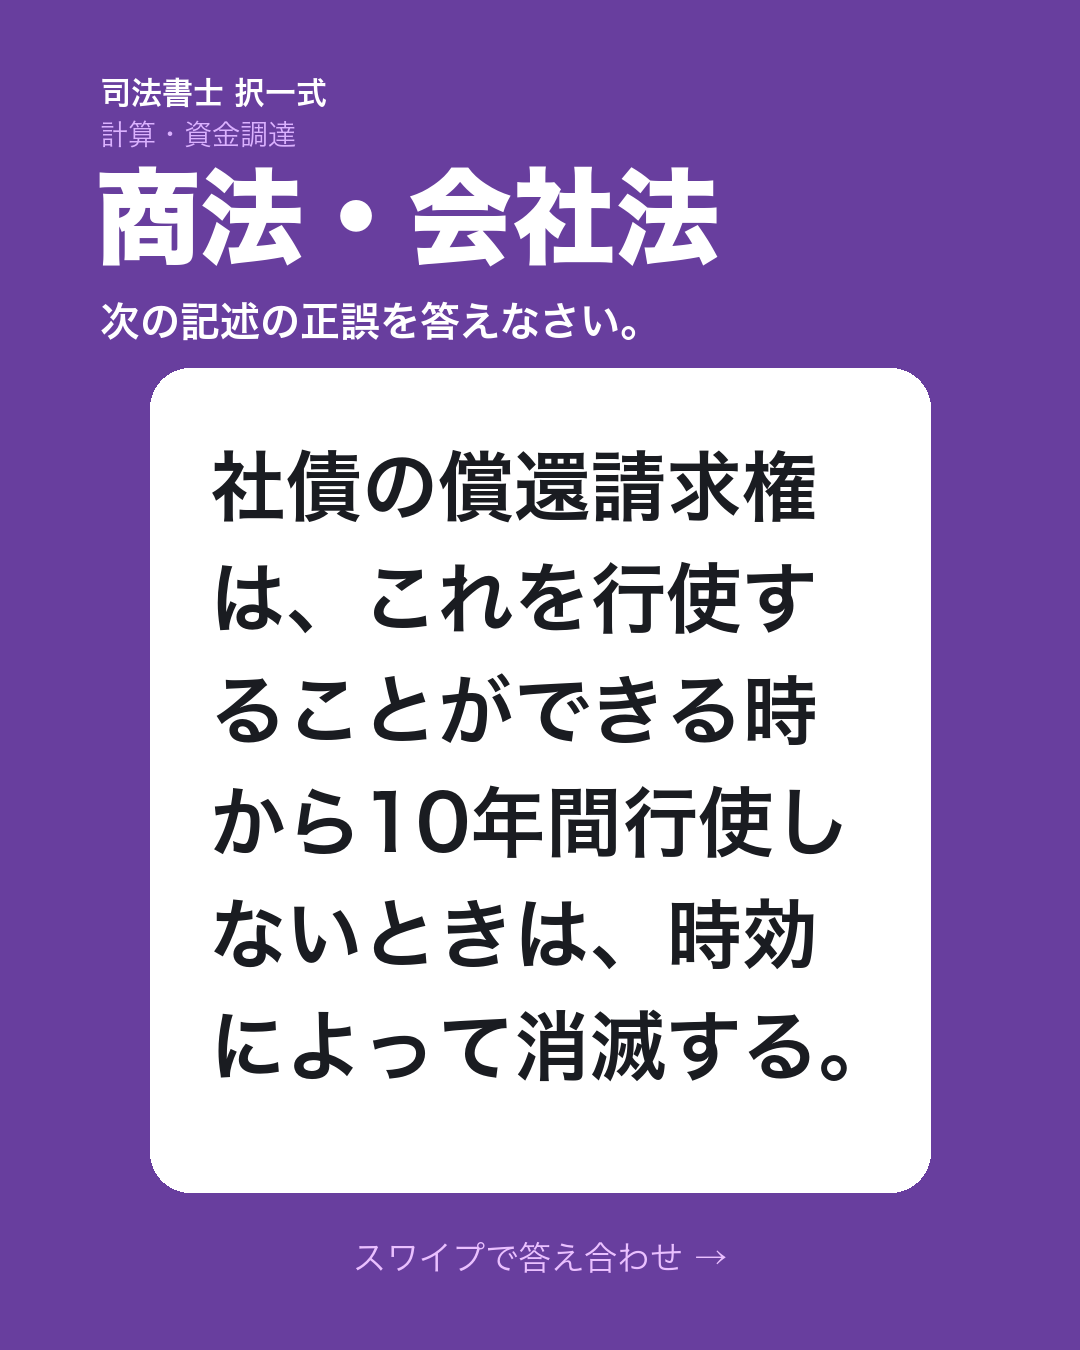 司法書士 択一式
計算・資金調達
商法・会社法
次の記述の正誤を答えなさい。
社債の償還請求権
は、これを行使す
ることができる時
から10年間行使し
ないときは、時効
によって消滅する。
スワイプで答え合わせ →